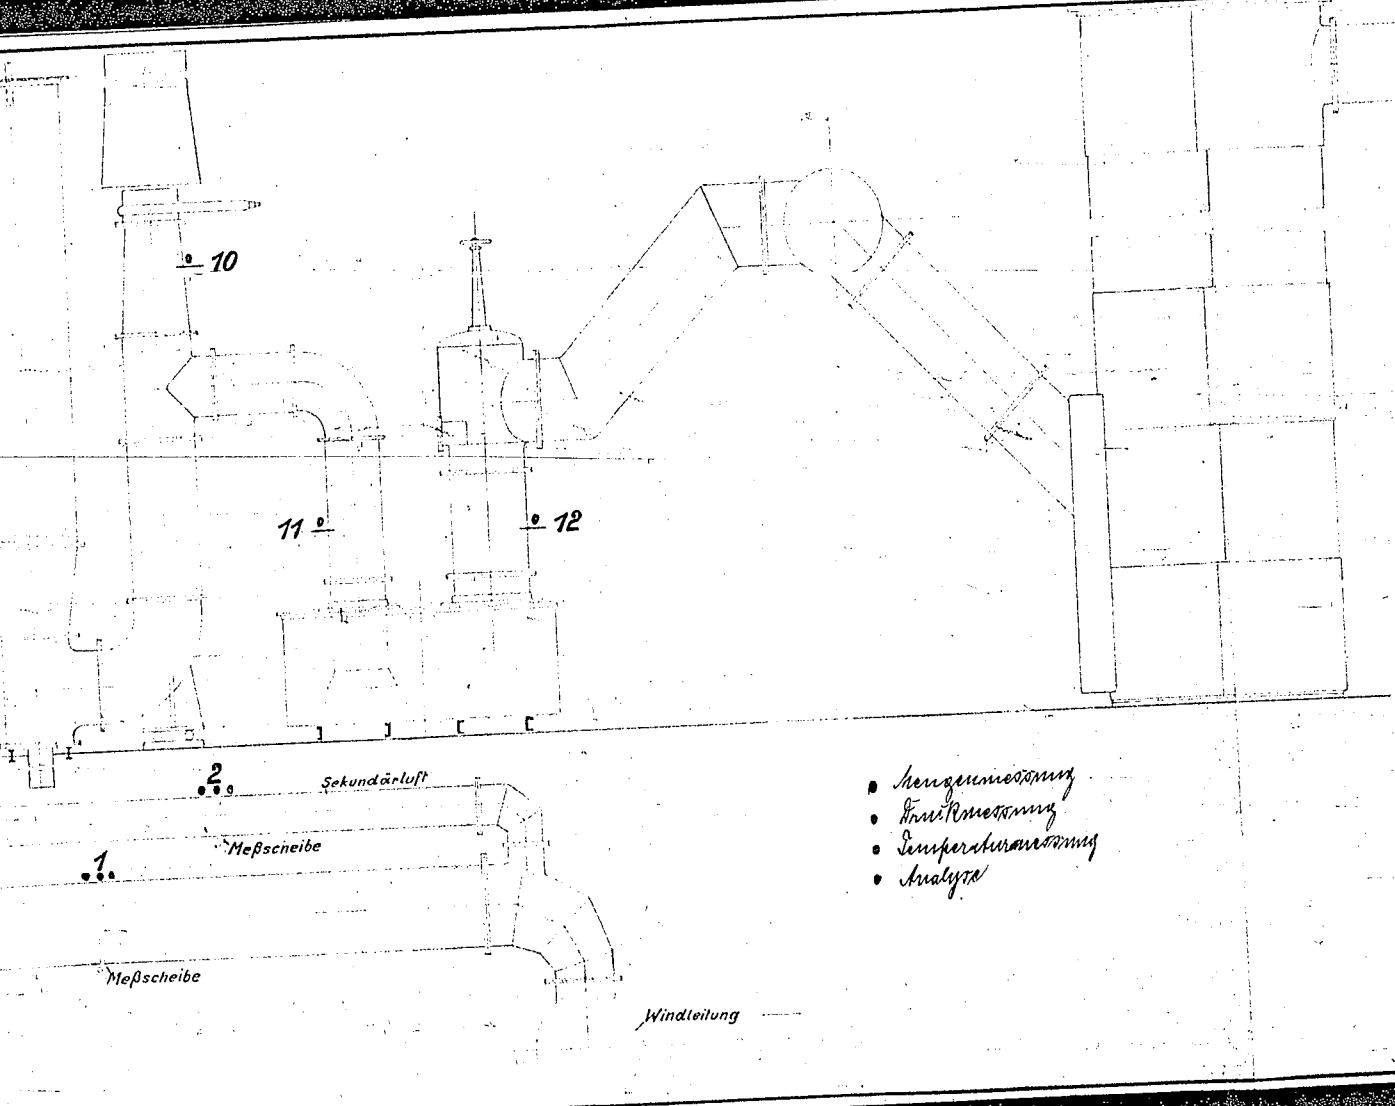 10
11
12
2
Sekundärluft
Meßscheibe
1
Meßscheibe
Windleitung
Mengenmessung
Druckmessung
Temperaturmessung
Analyse